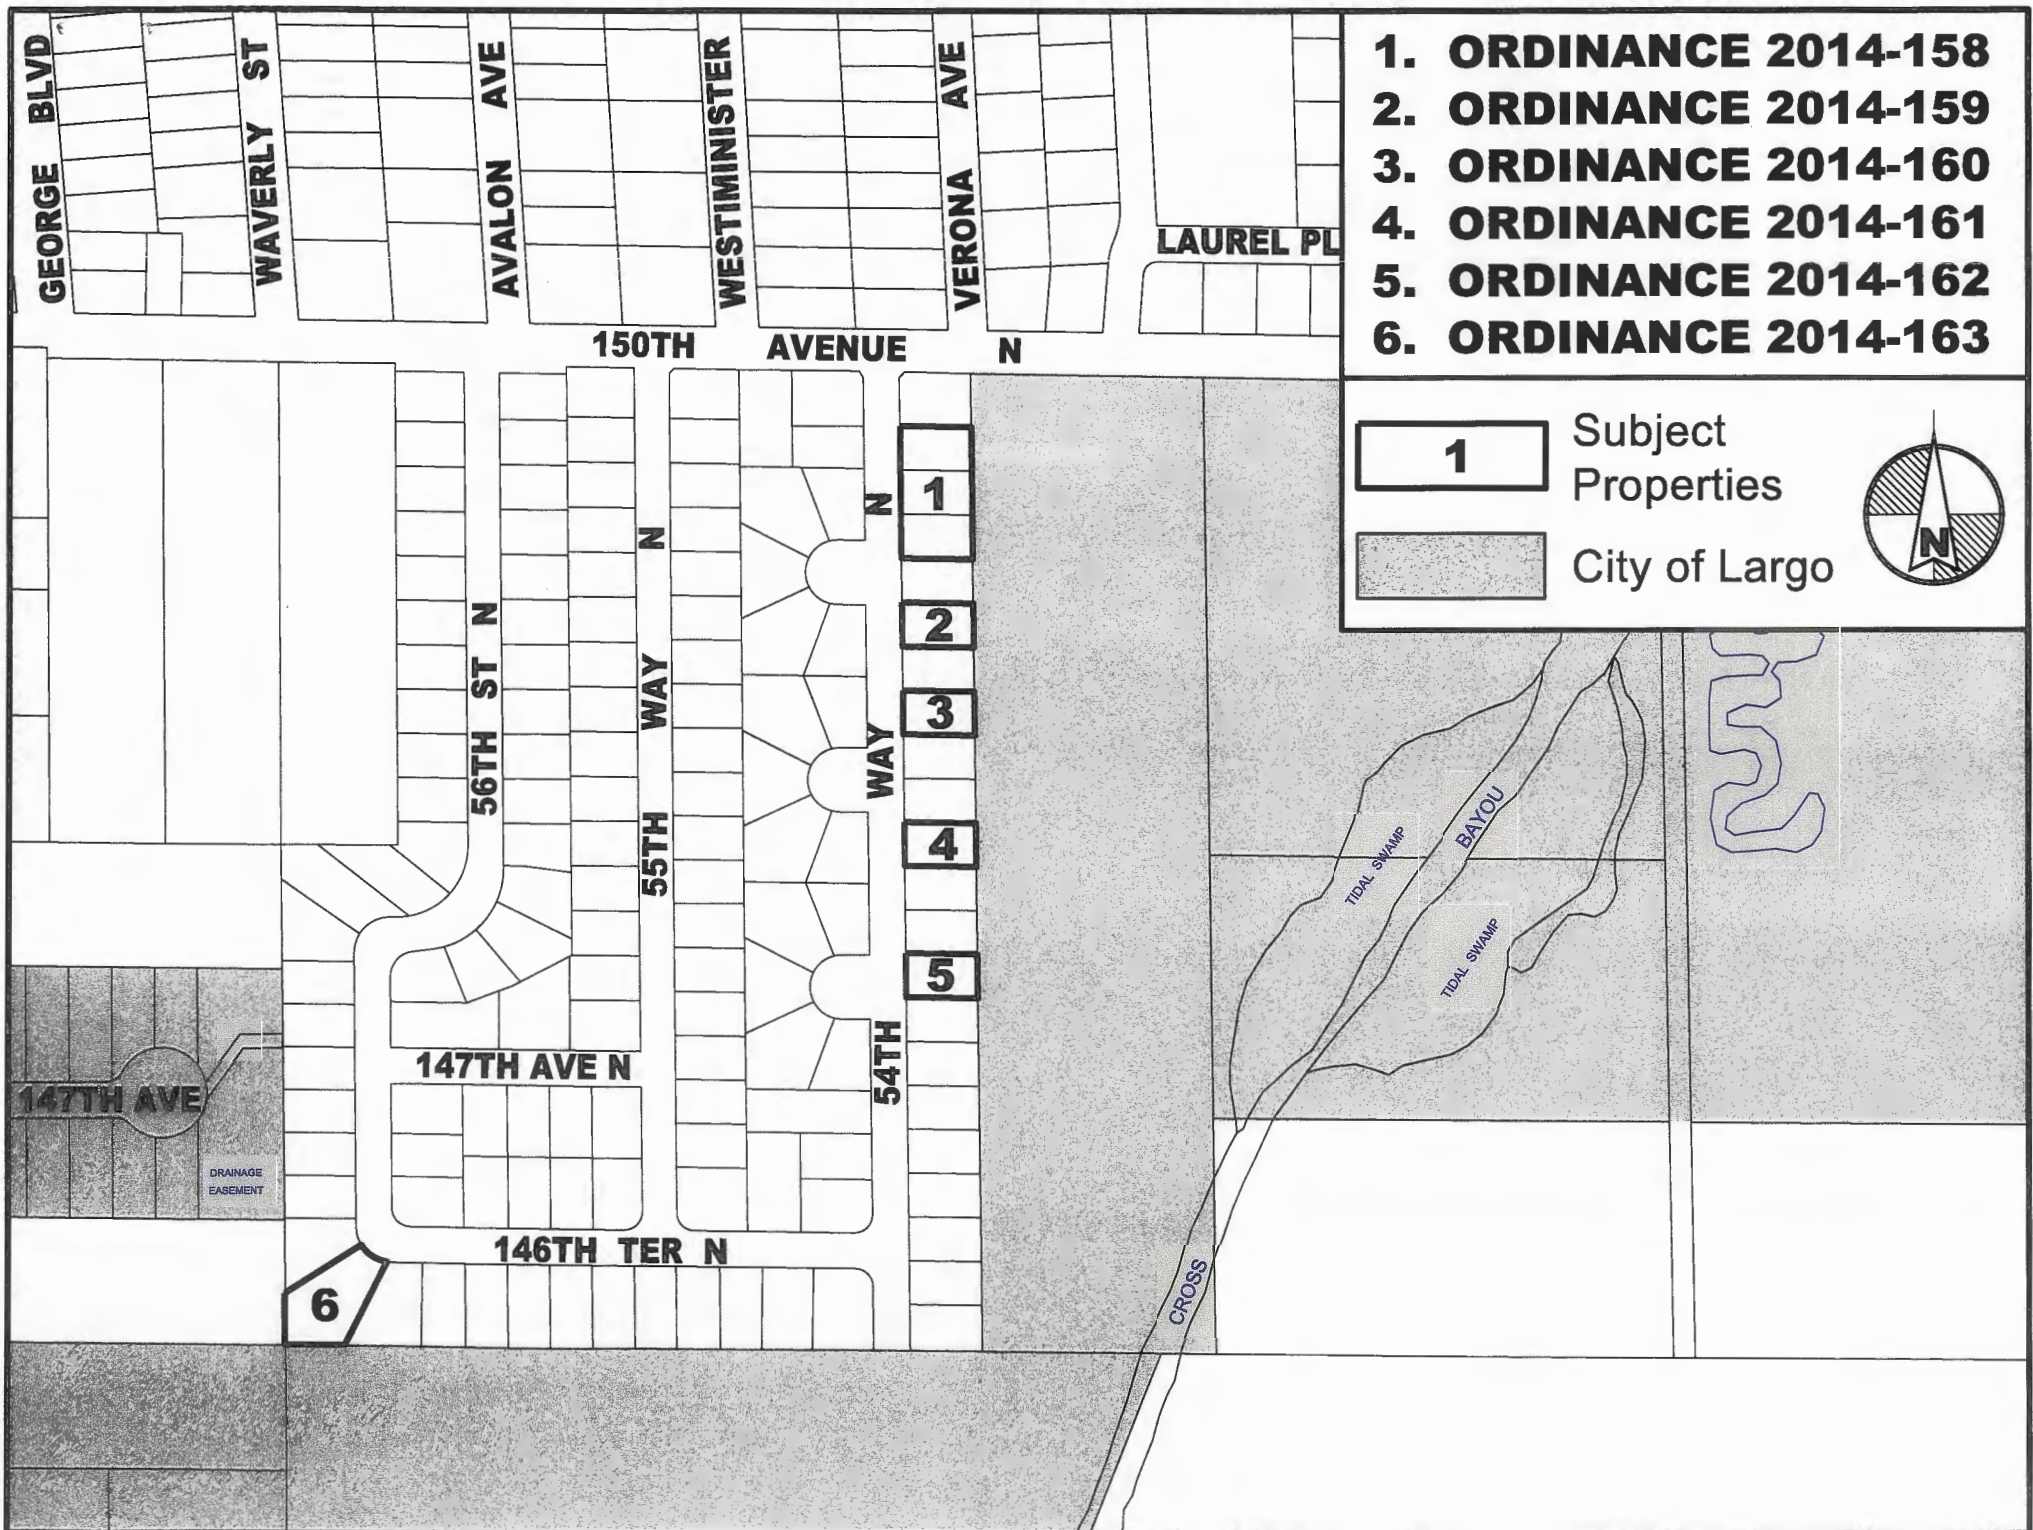 GEORGE BLVD
WAVERLY ST
AVALON AVE
WESTIMINISTER
VERONA AVE
LAUREL PL
150TH AVENUE N
1. ORDINANCE 2014-158
2. ORDINANCE 2014-159
3. ORDINANCE 2014-160
4. ORDINANCE 2014-161
5. ORDINANCE 2014-162
6. ORDINANCE 2014-163
1
Subject
Properties
City of Largo
N
56TH ST N
55TH WAY N
54TH WAY N
1
2
3
4
5
6
TIDAL SWAMP
BAYOU
TIDAL SWAMP
CROSS
147TH AVE N
147TH AVE
DRAINAGE
EASEMENT
146TH TER N